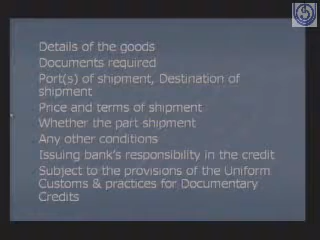 Details of the goods
Documents required
Port(s) of shipment, Destination of
shipment
Price and terms of shipment
Whether the part shipment
Any other conditions
Issuing bank's responsibility in the credit
Subject to the provisions of the Uniform
Customs & practices for Documentary
Credits